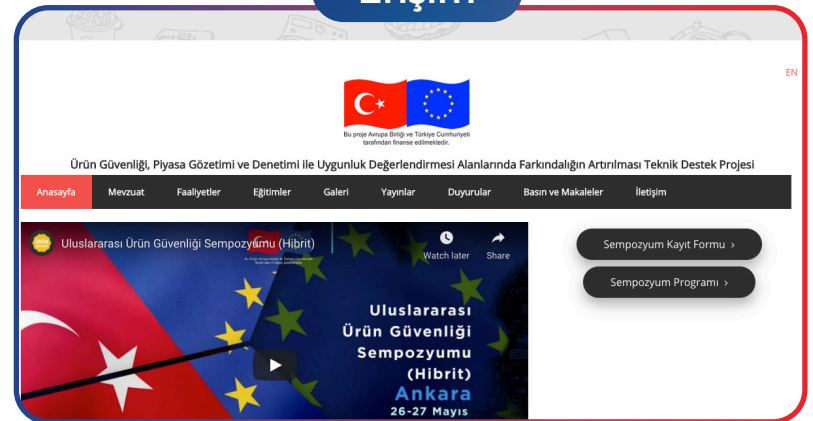 EN
Bu proje Avrupa Birliği ve Türkiye Cumhuriyeti
tarafından finanse edilmektedir.
Ürün Güvenliği, Piyasa Gözetimi ve Denetimi ile Uygunluk Değerlendirmesi Alanlarında Farkındalığın Artırılması Teknik Destek Projesi
Anasayfa Mevzuat Faaliyetler Eğitimler Galeri Yayınlar Duyurular Basın ve Makaleler İletişim
Uluslararası Ürün Güvenliği Sempozyumu (Hibrit)
Watch later Share
Sempozyum Kayıt Formu ›
Sempozyum Programı ›
Uluslararası
Ürün Güvenliği
Sempozyumu
(Hibrit)
Ankara
26-27 Mayıs